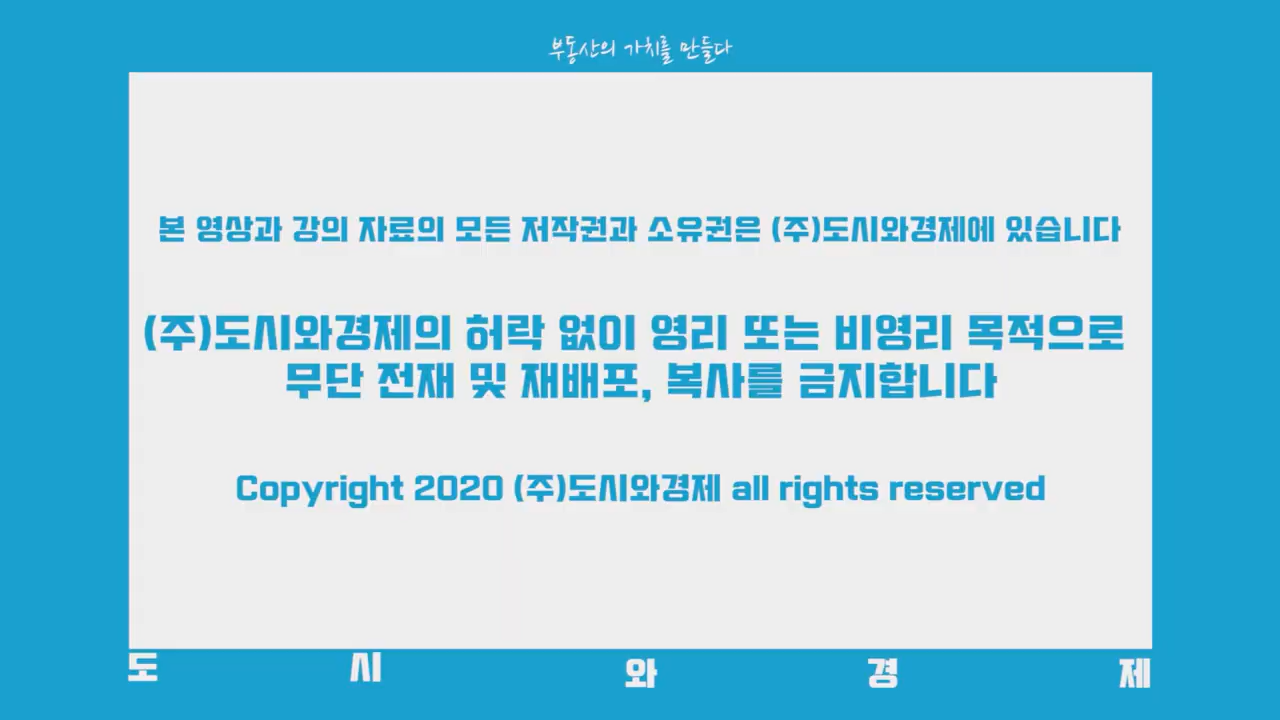 부동산의 가치를 만들다
본 영상과 강의 자료의 모든 저작권과 소유권은 (주)도시와경제에 있습니다
(주)도시와경제의 허락 없이 영리 또는 비영리 목적으로
무단 전재 및 재배포, 복사를 금지합니다
Copyright 2020 (주)도시와경제 all rights reserved
도 시 와 경 제